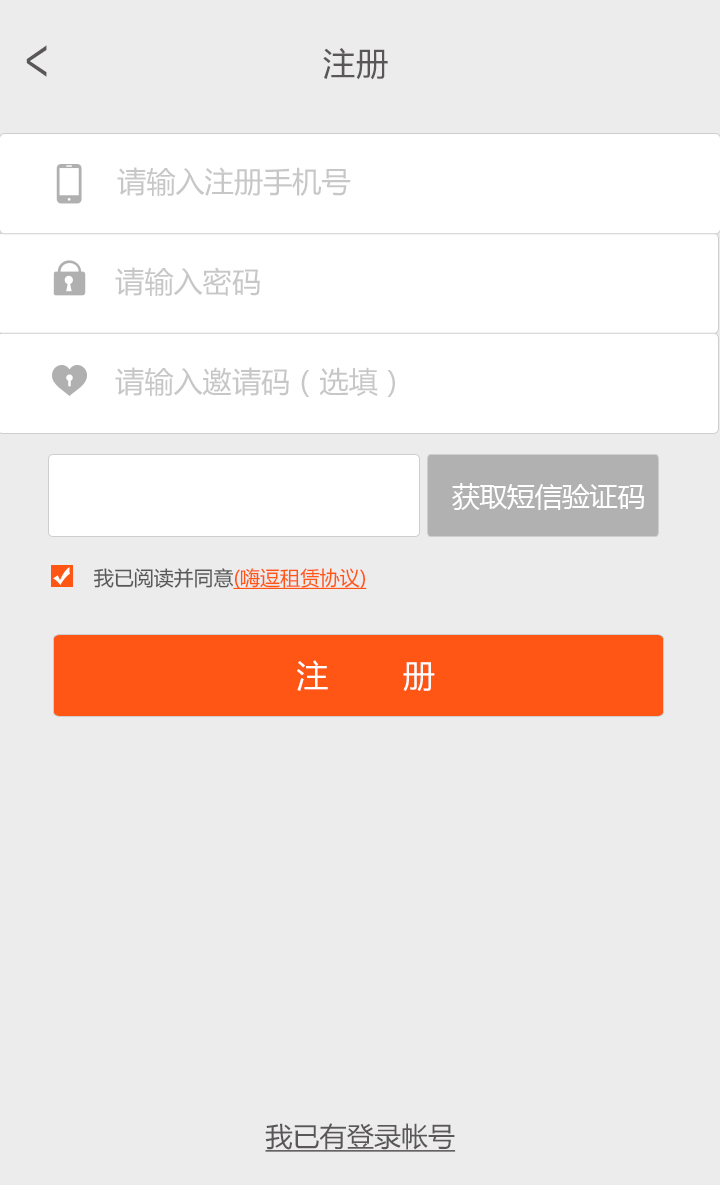 注册
请输入注册手机号
请输入密码
请输入邀请码（选填）
获取短信验证码
我已阅读并同意(嗨逗租赁协议)
注 册
我已有登录帐号